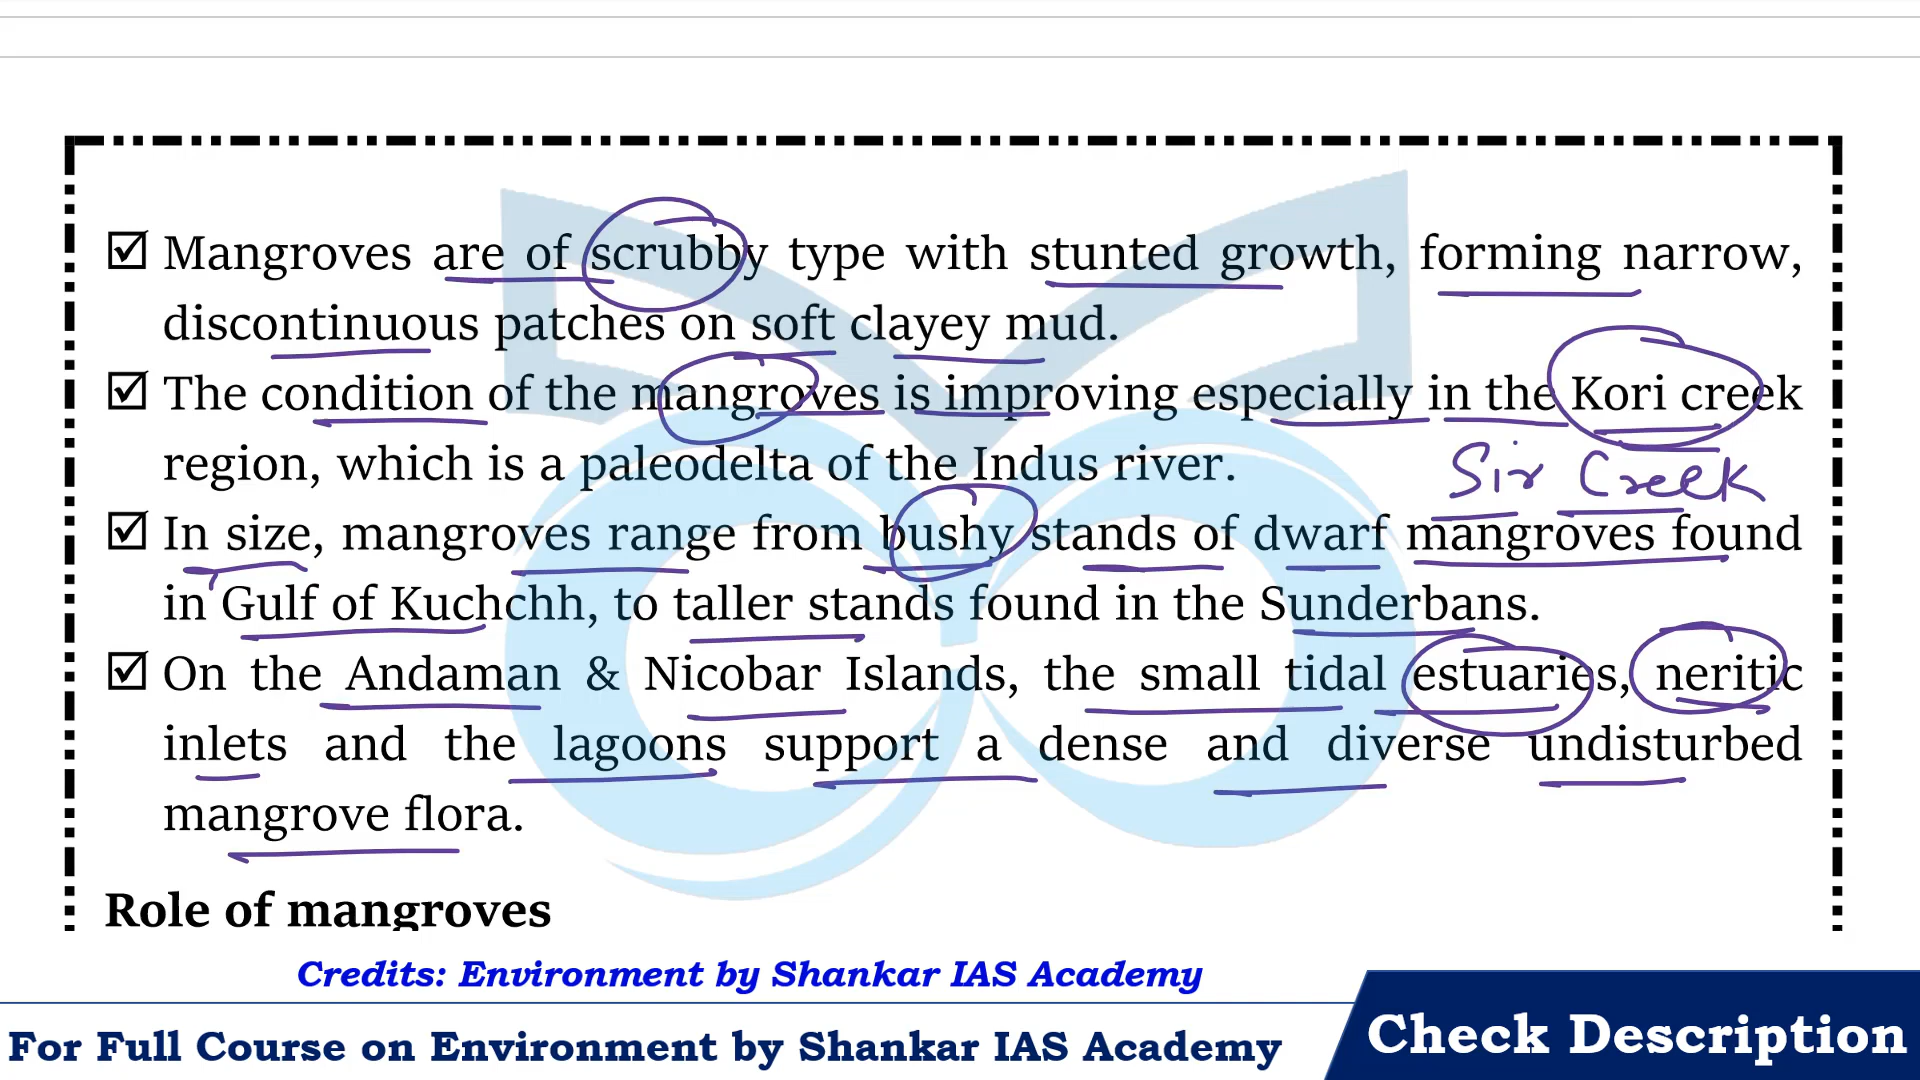 ☑ Mangroves are of scrubby type with stunted growth, forming narrow,
discontinuous patches on soft clayey mud.
☑ The condition of the mangroves is improving especially in the Kori creek
region, which is a paleodelta of the Indus river.
Sir Creek
☑ In size, mangroves range from bushy stands of dwarf mangroves found
in Gulf of Kuchchh, to taller stands found in the Sunderbans.
☑ On the Andaman & Nicobar Islands, the small tidal estuaries, neritic
inlets and the lagoons support a dense and diverse undisturbed
mangrove flora.
Role of mangroves
Credits: Environment by Shankar IAS Academy
For Full Course on Environment by Shankar IAS Academy
Check Description